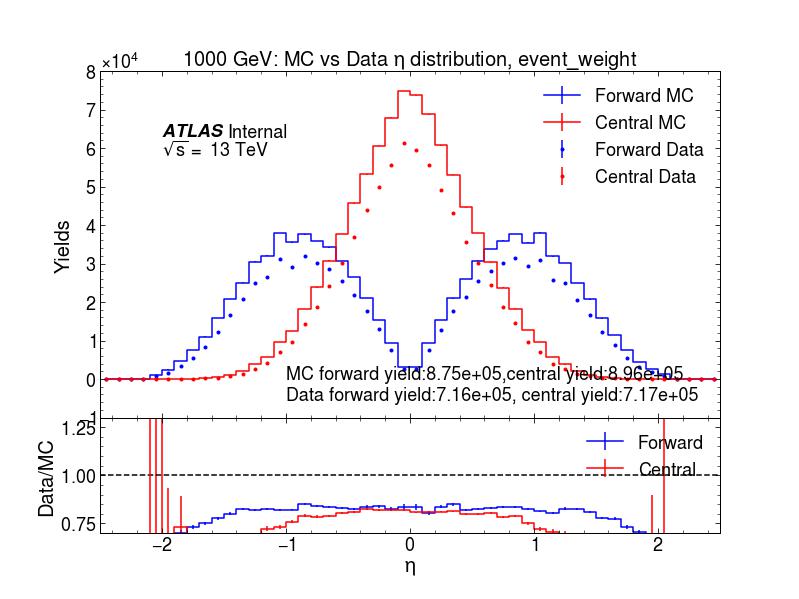 ×10⁴
1000 GeV: MC vs Data η distribution, event_weight
8
7
6
5
4
3
2
1
0
−1
Yields
ATLAS Internal
√s = 13 TeV
Forward MC
Central MC
Forward Data
Central Data
MC forward yield:8.75e+05,central yield:8.96e+05
Data forward yield:7.16e+05, central yield:7.17e+05
1.25
1.00
0.75
Data/MC
Forward
Central
−2 −1 0 1 2
η